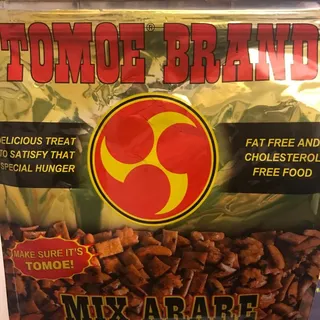 TOMOE® BRAND
DELICIOUS TREAT
TO SATISFY THAT
SPECIAL HUNGER
FAT FREE AND
CHOLESTEROL
FREE FOOD
MAKE SURE IT'S
TOMOE!
MIX ARARE